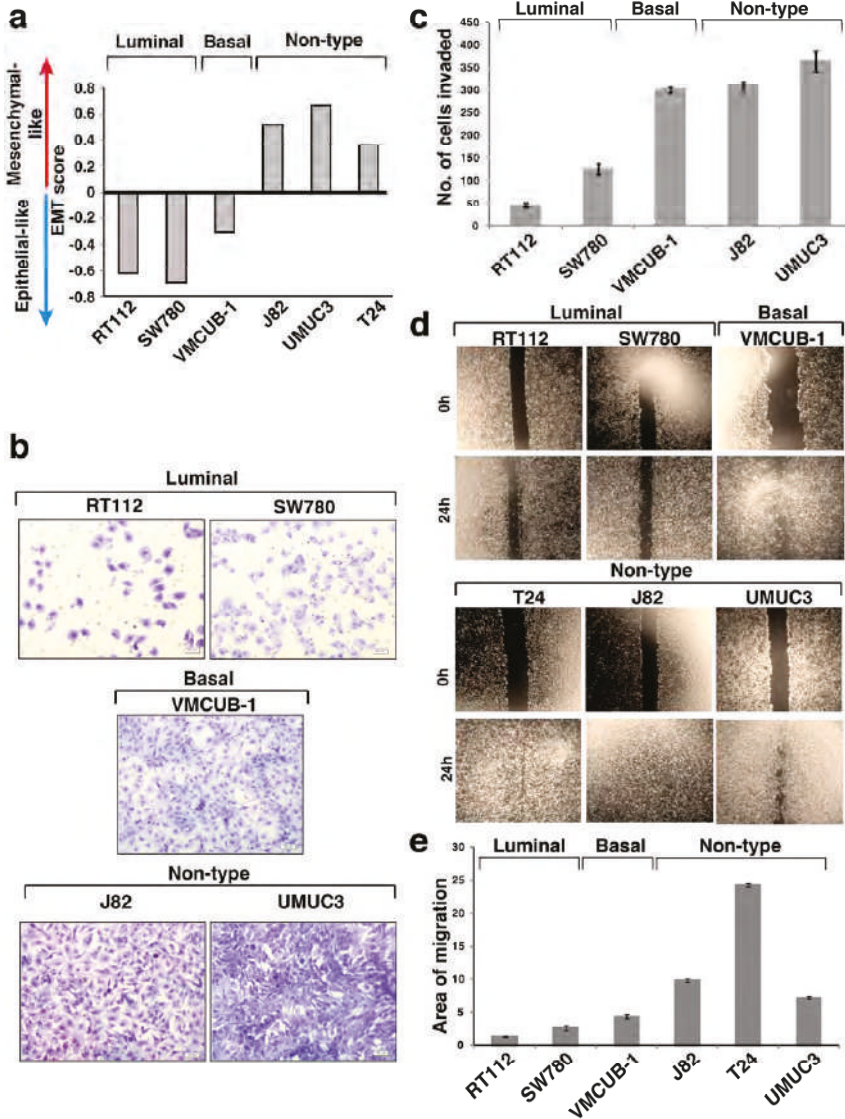 a
Luminal
Basal
Non-type
Mesenchymal-like
Epithelial-like
EMT score
0.8
0.6
0.4
0.2
0
-0.2
-0.4
-0.6
-0.8
RT112
SW780
VMCUB-1
J82
UMUC3
T24
b
Luminal
RT112
SW780
Basal
VMCUB-1
Non-type
J82
UMUC3
c
Luminal
Basal
Non-type
No. of cells invaded
450
400
350
300
250
200
150
100
50
0
RT112
SW780
VMCUB-1
J82
UMUC3
d
Luminal
Basal
RT112
SW780
VMCUB-1
0h
24h
Non-type
T24
J82
UMUC3
0h
24h
e
Luminal
Basal
Non-type
Area of migration
30
25
20
15
10
5
0
RT112
SW780
VMCUB-1
J82
T24
UMUC3